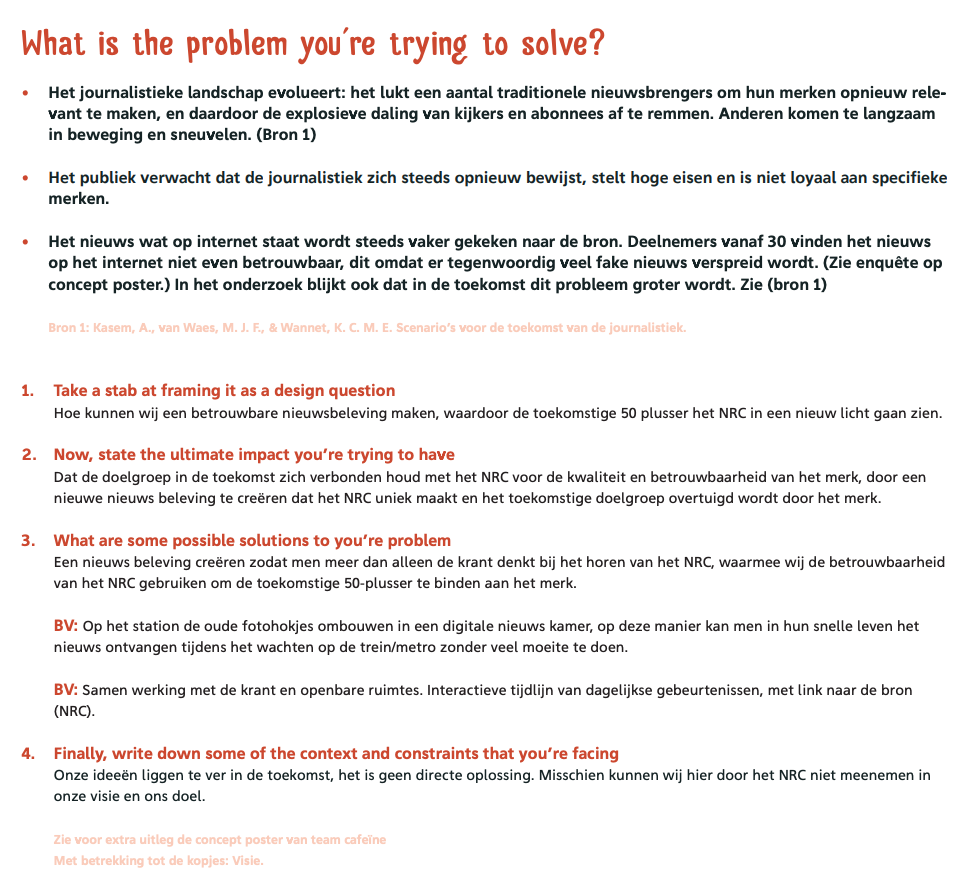 What is the problem you're trying to solve?
• Het journalistieke landschap evolueert: het lukt een aantal traditionele nieuwsbrengers om hun merken opnieuw rele-
vant te maken, en daardoor de explosieve daling van kijkers en abonnees af te remmen. Anderen komen te langzaam
in beweging en sneuvelen. (Bron 1)
• Het publiek verwacht dat de journalistiek zich steeds opnieuw bewijst, stelt hoge eisen en is niet loyaal aan specifieke
merken.
• Het nieuws wat op internet staat wordt steeds vaker gekeken naar de bron. Deelnemers vanaf 30 vinden het nieuws
op het internet niet even betrouwbaar, dit omdat er tegenwoordig veel fake nieuws verspreid wordt. (Zie enquête op
concept poster.) In het onderzoek blijkt ook dat in de toekomst dit probleem groter wordt. Zie (bron 1)
Bron 1: Kasem, A., van Waes, M. J. F., & Wannet, K. C. M. E. Scenario's voor de toekomst van de journalistiek.
1. Take a stab at framing it as a design question
Hoe kunnen wij een betrouwbare nieuwsbeleving maken, waardoor de toekomstige 50 plusser het NRC in een nieuw licht gaan zien.
2. Now, state the ultimate impact you're trying to have
Dat de doelgroep in de toekomst zich verbonden houd met het NRC voor de kwaliteit en betrouwbaarheid van het merk, door een
nieuwe nieuws beleving te creëren dat het NRC uniek maakt en het toekomstige doelgroep overtuigd wordt door het merk.
3. What are some possible solutions to you're problem
Een nieuws beleving creëren zodat men meer dan alleen de krant denkt bij het horen van het NRC, waarmee wij de betrouwbaarheid
van het NRC gebruiken om de toekomstige 50-plusser te binden aan het merk.
BV: Op het station de oude fotohokjes ombouwen in een digitale nieuws kamer, op deze manier kan men in hun snelle leven het
nieuws ontvangen tijdens het wachten op de trein/metro zonder veel moeite te doen.
BV: Samen werking met de krant en openbare ruimtes. Interactieve tijdlijn van dagelijkse gebeurtenissen, met link naar de bron
(NRC).
4. Finally, write down some of the context and constraints that you're facing
Onze ideeën liggen te ver in de toekomst, het is geen directe oplossing. Misschien kunnen wij hier door het NRC niet meenemen in
onze visie en ons doel.
Zie voor extra uitleg de concept poster van team cafeïne
Met betrekking tot de kopjes: Visie.